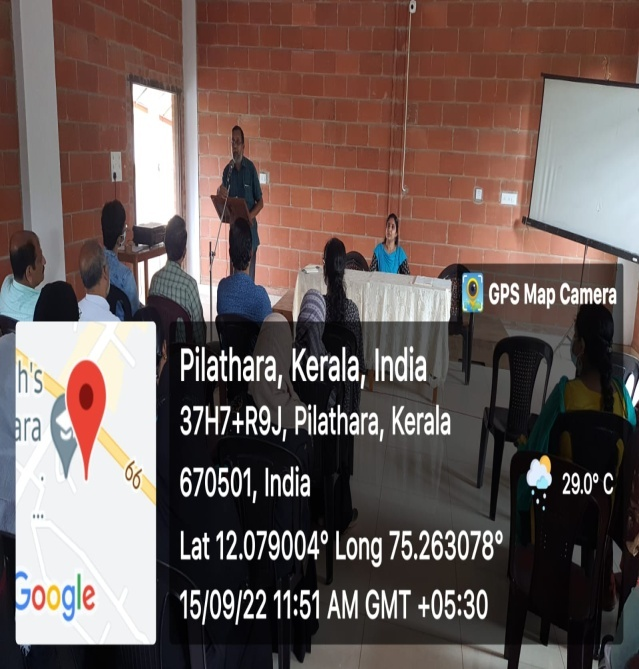 GPS Map Camera
h's
ara
66
Google
Pilathara, Kerala, India
37H7+R9J, Pilathara, Kerala
670501, India
29.0° C
Lat 12.079004° Long 75.263078°
15/09/22 11:51 AM GMT +05:30